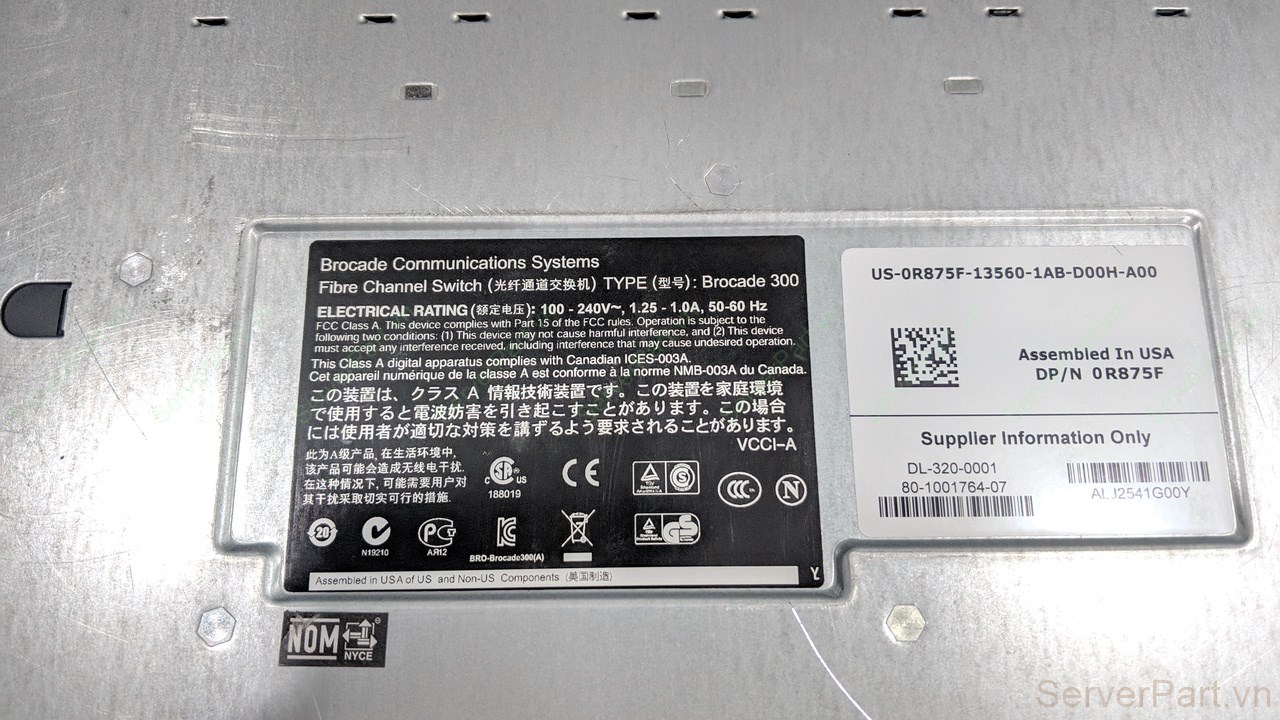 Brocade Communications Systems
Fibre Channel Switch (光纤通道交换机) TYPE (型号): Brocade 300
ELECTRICAL RATING (额定电压): 100 - 240V~, 1.25 - 1.0A, 50-60 Hz
FCC Class A. This device complies with Part 15 of the FCC rules. Operation is subject to the
following two conditions: (1) This device may not cause harmful interference, and (2) This device
must accept any interference received, including interference that may cause undesired operation.
This Class A digital apparatus complies with Canadian ICES-003A.
Cet appareil numérique de la classe A est conforme à la norme NMB-003A du Canada.
この装置は、クラス A 情報技術装置です。この装置を家庭環境
で使用すると電波妨害を引き起こすことがあります。この場合
には使用者が適切な対策を講ずるよう要求されることがあります。
VCCI-A
此为A级产品, 在生活环境中,
该产品可能会造成无线电干扰.
在这种情况下, 可能需要用户对
其干扰采取切实可行的措施.
C US
188019
CE
CCC
N
20
N19210
АЯ12
BRO-Brocade300(A)
GS
Assembled in USA of US and Non-US Components (美国制造)
Y
NOM
NYCE
US-0R875F-13560-1AB-D00H-A00
Assembled In USA
DP/N 0R875F
Supplier Information Only
DL-320-0001
80-1001764-07
ALJ2541G00Y
ServerPart.vn